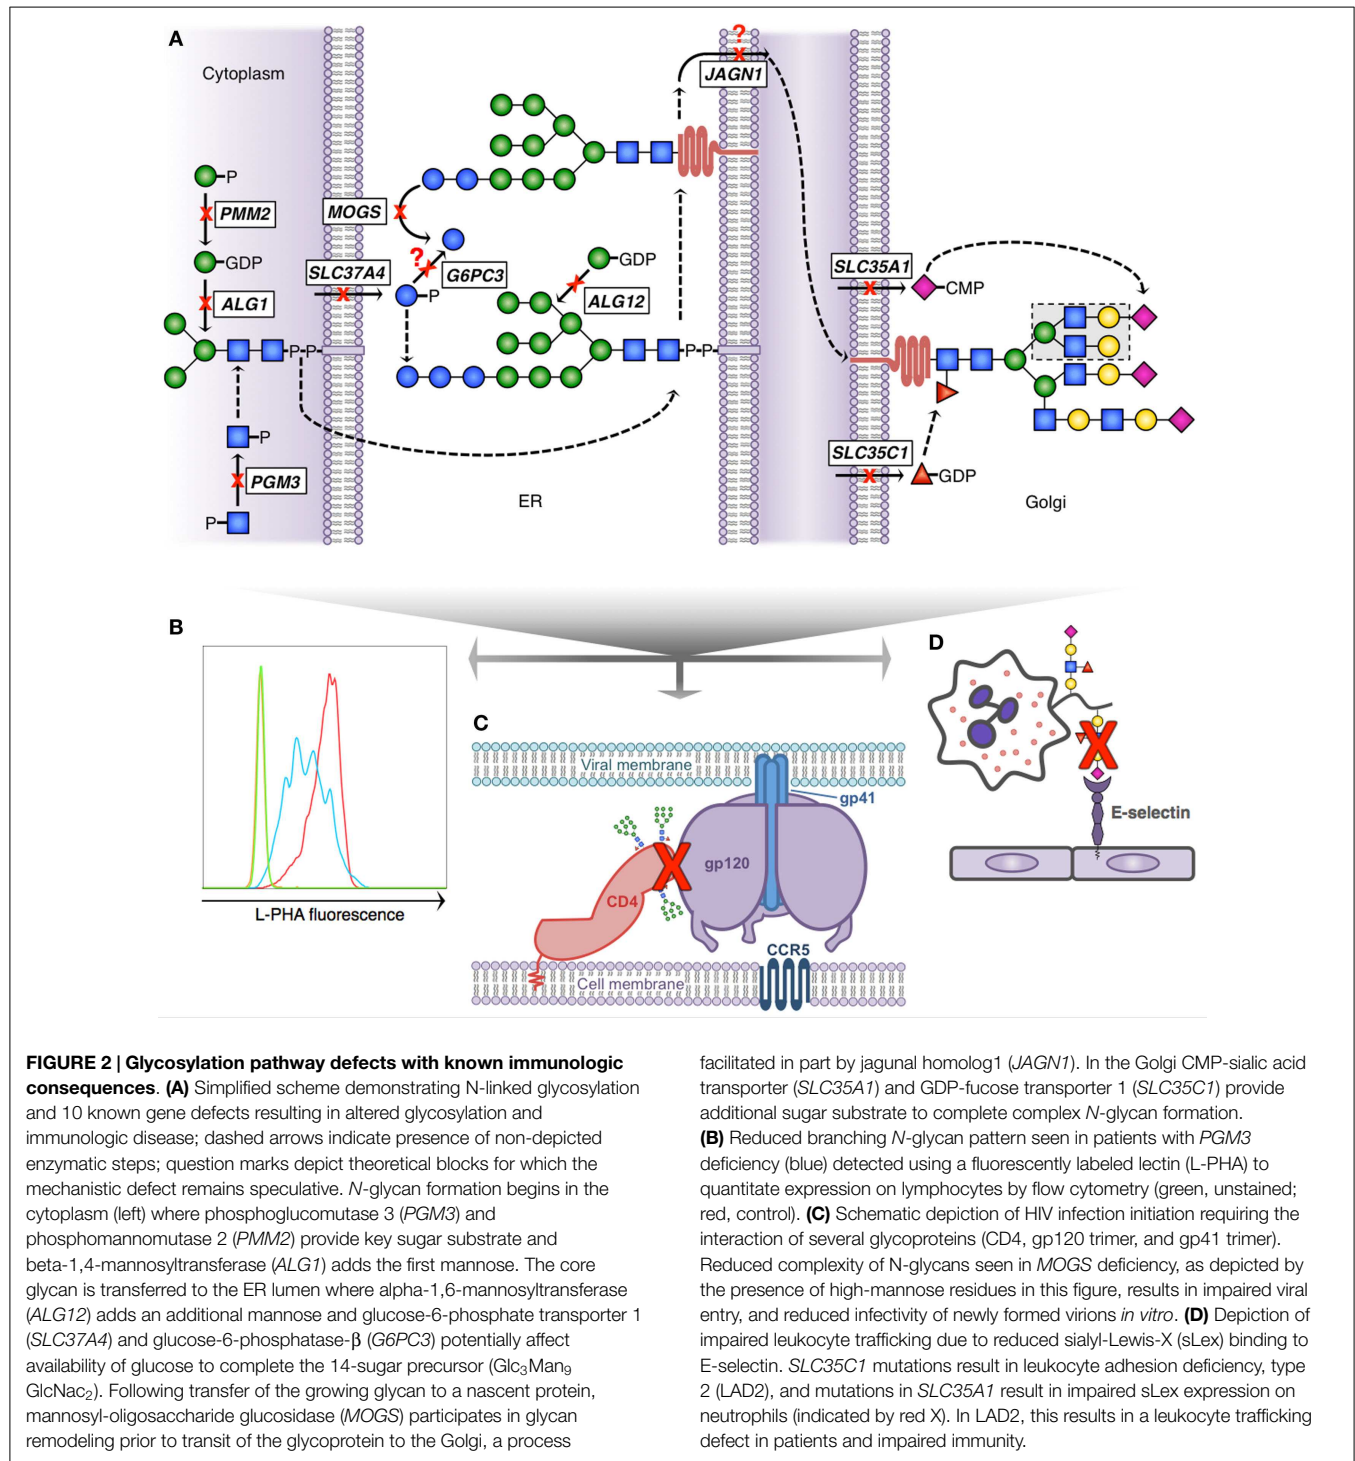 A
Cytoplasm
P
PMM2
GDP
ALG1
P-P-
P
PGM3
P
MOGS
SLC37A4
?
G6PC3
P
GDP
ALG12
P-P-
ER
?
JAGN1
SLC35A1
CMP
SLC35C1
GDP
Golgi
B
L-PHA fluorescence
C
Viral membrane
gp41
gp120
CD4
CCR5
Cell membrane
D
E-selectin
FIGURE 2 | Glycosylation pathway defects with known immunologic
consequences. (A) Simplified scheme demonstrating N-linked glycosylation
and 10 known gene defects resulting in altered glycosylation and
immunologic disease; dashed arrows indicate presence of non-depicted
enzymatic steps; question marks depict theoretical blocks for which the
mechanistic defect remains speculative. N-glycan formation begins in the
cytoplasm (left) where phosphoglucomutase 3 (PGM3) and
phosphomannomutase 2 (PMM2) provide key sugar substrate and
beta-1,4-mannosyltransferase (ALG1) adds the first mannose. The core
glycan is transferred to the ER lumen where alpha-1,6-mannosyltransferase
(ALG12) adds an additional mannose and glucose-6-phosphate transporter 1
(SLC37A4) and glucose-6-phosphatase-β (G6PC3) potentially affect
availability of glucose to complete the 14-sugar precursor (Glc₃Man₉
GlcNac₂). Following transfer of the growing glycan to a nascent protein,
mannosyl-oligosaccharide glucosidase (MOGS) participates in glycan
remodeling prior to transit of the glycoprotein to the Golgi, a process
facilitated in part by jagunal homolog1 (JAGN1). In the Golgi CMP-sialic acid
transporter (SLC35A1) and GDP-fucose transporter 1 (SLC35C1) provide
additional sugar substrate to complete complex N-glycan formation.
(B) Reduced branching N-glycan pattern seen in patients with PGM3
deficiency (blue) detected using a fluorescently labeled lectin (L-PHA) to
quantitate expression on lymphocytes by flow cytometry (green, unstained;
red, control). (C) Schematic depiction of HIV infection initiation requiring the
interaction of several glycoproteins (CD4, gp120 trimer, and gp41 trimer).
Reduced complexity of N-glycans seen in MOGS deficiency, as depicted by
the presence of high-mannose residues in this figure, results in impaired viral
entry, and reduced infectivity of newly formed virions in vitro. (D) Depiction of
impaired leukocyte trafficking due to reduced sialyl-Lewis-X (sLex) binding to
E-selectin. SLC35C1 mutations result in leukocyte adhesion deficiency, type
2 (LAD2), and mutations in SLC35A1 result in impaired sLex expression on
neutrophils (indicated by red X). In LAD2, this results in a leukocyte trafficking
defect in patients and impaired immunity.